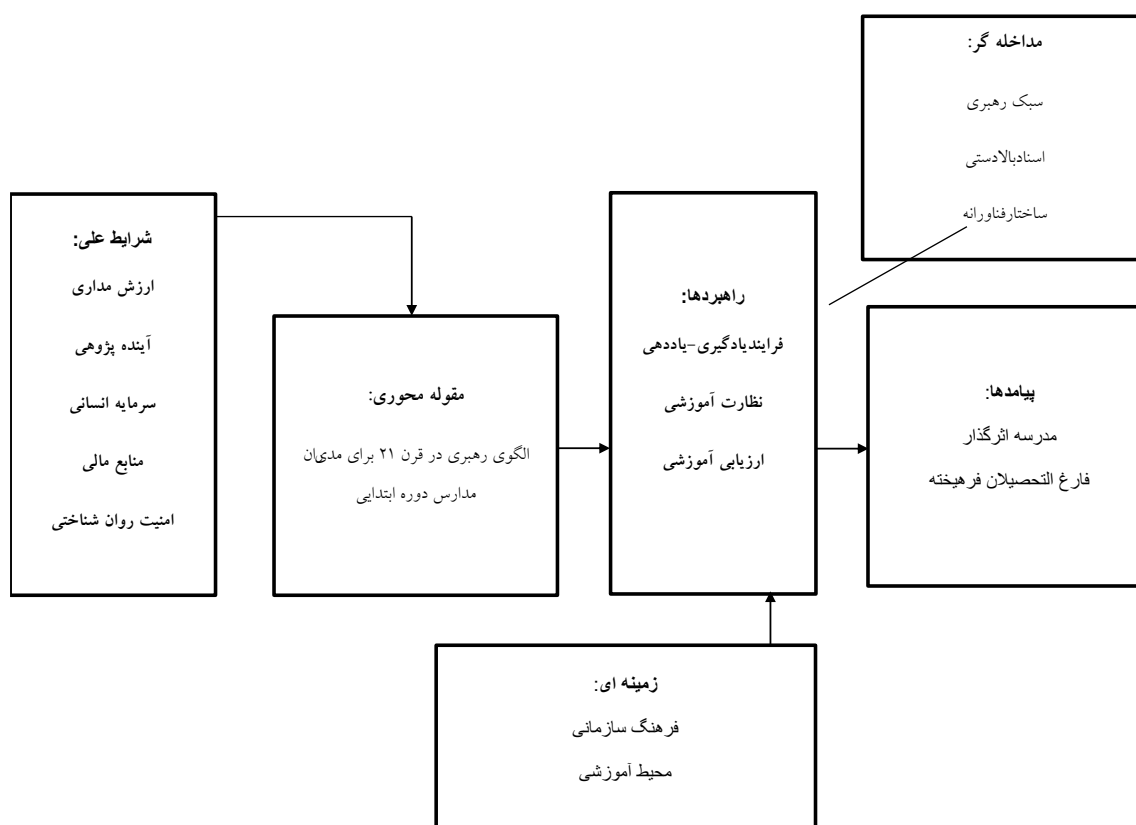 مداخله گر:
سبک رهبری
اسنادبالادستی
ساختارفناورانه
شرایط علی:
ارزش مداری
آینده پژوهی
سرمایه انسانی
منابع مالی
امنیت روان شناختی
مقوله محوری:
الگوی رهبری در قرن ۲۱ برای مدیان
مدارس دوره ابتدایی
راهبردها:
فرایندیادگیری-یاددهی
نظارت آموزشی
ارزیابی آموزشی
پیامدها:
مدرسه اثرگذار
فارغ التحصیلان فرهیخته
زمینه ای:
فرهنگ سازمانی
محیط آموزشی